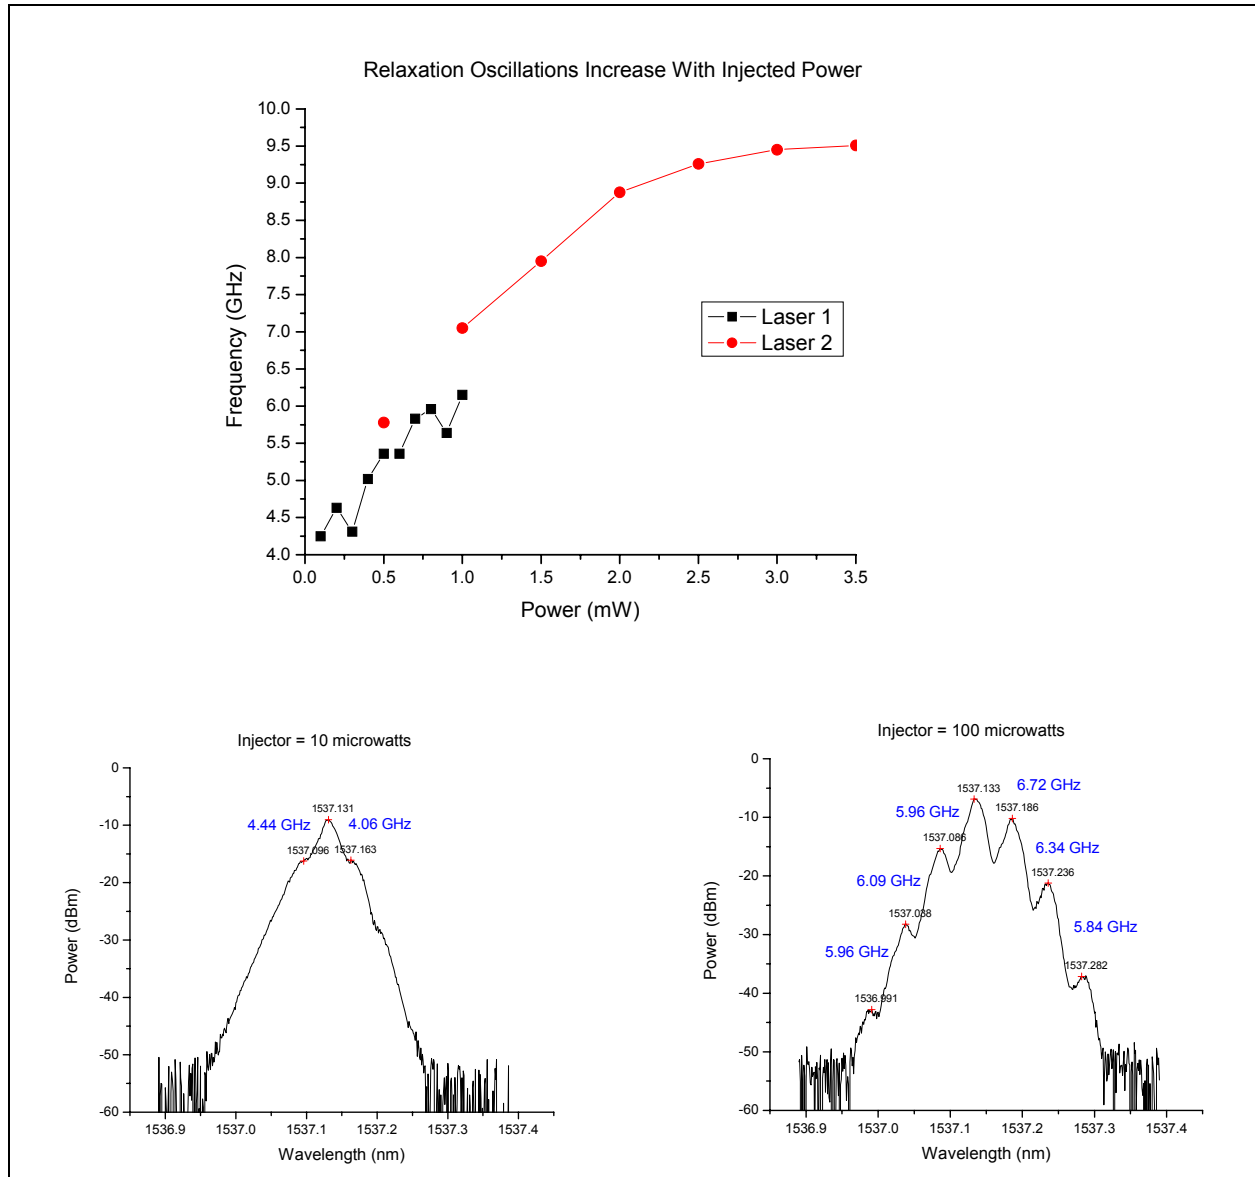 Relaxation Oscillations Increase With Injected Power
10.0
9.5
9.0
8.5
8.0
7.5
7.0
6.5
6.0
5.5
5.0
4.5
4.0
Frequency (GHz)
Laser 1
Laser 2
0.0 0.5 1.0 1.5 2.0 2.5 3.0 3.5
Power (mW)
Injector = 10 microwatts
0
-10
-20
-30
-40
-50
-60
Power (dBm)
1537.131
4.44 GHz 4.06 GHz
1537.096 1537.163
1536.9 1537.0 1537.1 1537.2 1537.3 1537.4
Wavelength (nm)
Injector = 100 microwatts
0
-10
-20
-30
-40
-50
-60
Power (dBm)
1537.133
6.72 GHz
5.96 GHz
1537.186
1537.086
6.34 GHz
1537.236
6.09 GHz
1537.038
5.84 GHz
5.96 GHz
1537.282
1536.991
1536.9 1537.0 1537.1 1537.2 1537.3 1537.4
Wavelength (nm)